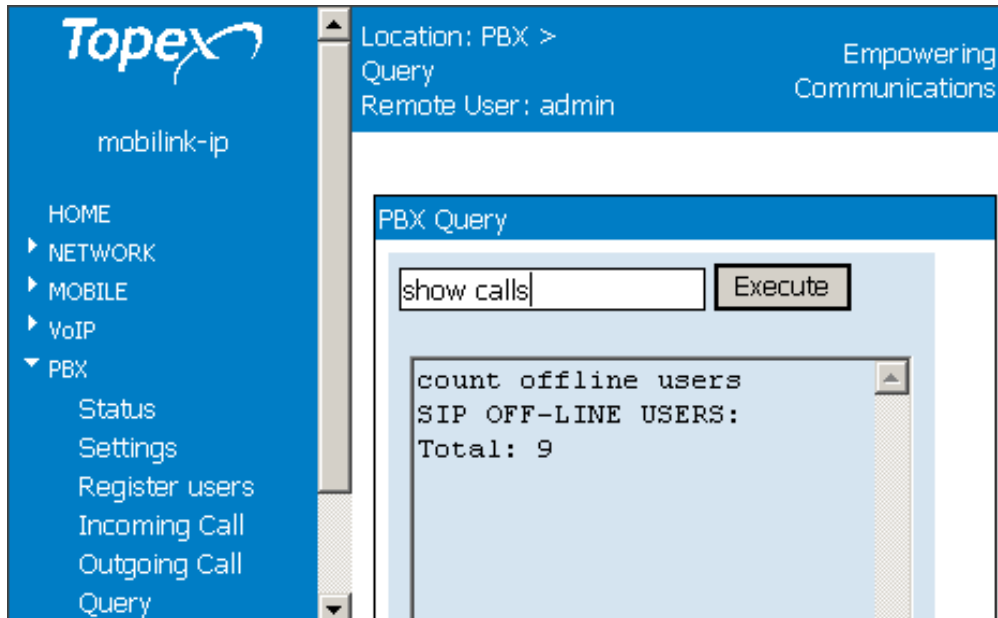 Topex
mobilink-ip
HOME
NETWORK
MOBILE
VoIP
PBX
Status
Settings
Register users
Incoming Call
Outgoing Call
Query
Location: PBX >
Query
Remote User: admin
Empowering
Communications
PBX Query
show calls
Execute
count offline users
SIP OFF-LINE USERS:
Total: 9